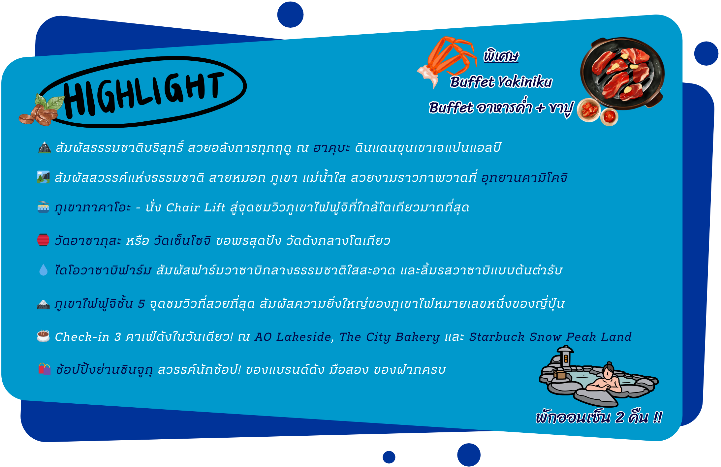 HIGHLIGHT
พิเศษ
Buffet Yakiniku
Buffet อาหารค่ำ + ขาปู
สัมผัสธรรมชาติบริสุทธิ์ สวยอลังการทุกฤดู ณ ฮาคุบะ ดินแดนขุนเขาเจแปนแอลป์
สัมผัสสวรรค์แห่งธรรมชาติ สายหมอก ภูเขา แม่น้ำใส สวยงามราวภาพวาดที่ อุทยานคามิโคจิ
ภูเขาทาคาโอะ - นั่ง Chair Lift สู่จุดชมวิวภูเขาไฟฟูจิที่ใกล้โตเกียวมากที่สุด
วัดอาซากุสะ หรือ วัดเซ็นโซจิ ขอพรสุดปัง วัดดังกลางโตเกียว
ไดโอวาซาบิฟาร์ม สัมผัสฟาร์มวาซาบิกลางธรรมชาติใสสะอาด และลิ้มรสวาซาบิแบบต้นตำรับ
ภูเขาไฟฟูจิชั้น 5 จุดชมวิวที่สวยที่สุด สัมผัสความยิ่งใหญ่ของภูเขาไฟหมายเลขหนึ่งของญี่ปุ่น
Check-in 3 คาเฟ่ดังในวันเดียว! ณ AO Lakeside, The City Bakery และ Starbuck Snow Peak Land
ช้อปปิ้งย่านชินจูกุ สวรรค์นักช้อป! ของแบรนด์ดัง มือสอง ของฝากครบ
พักออนเซ็น 2 คืน !!